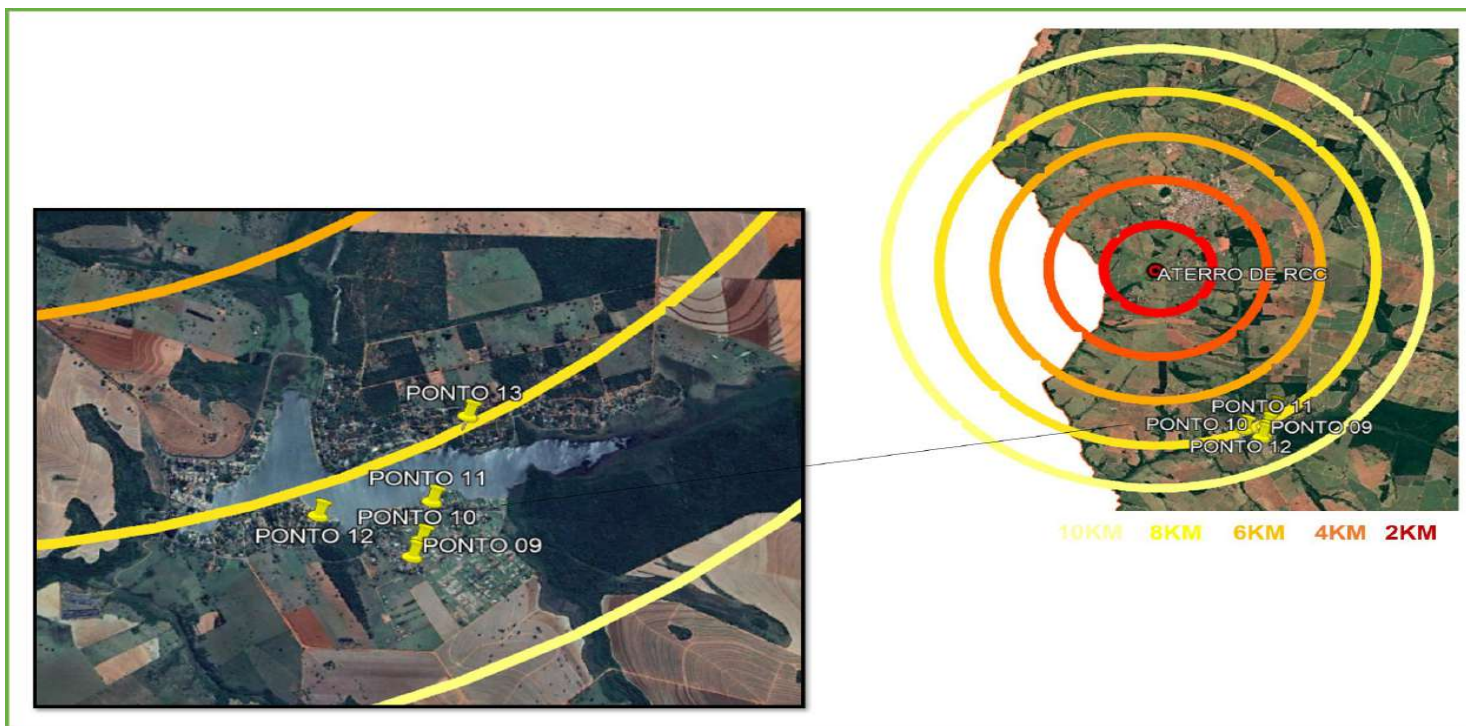 ATERRO DE RCC
PONTO 11
PONTO 10
PONTO 09
PONTO 12
10KM 8KM 6KM 4KM 2KM
PONTO 13
PONTO 11
PONTO 10
PONTO 12
PONTO 09